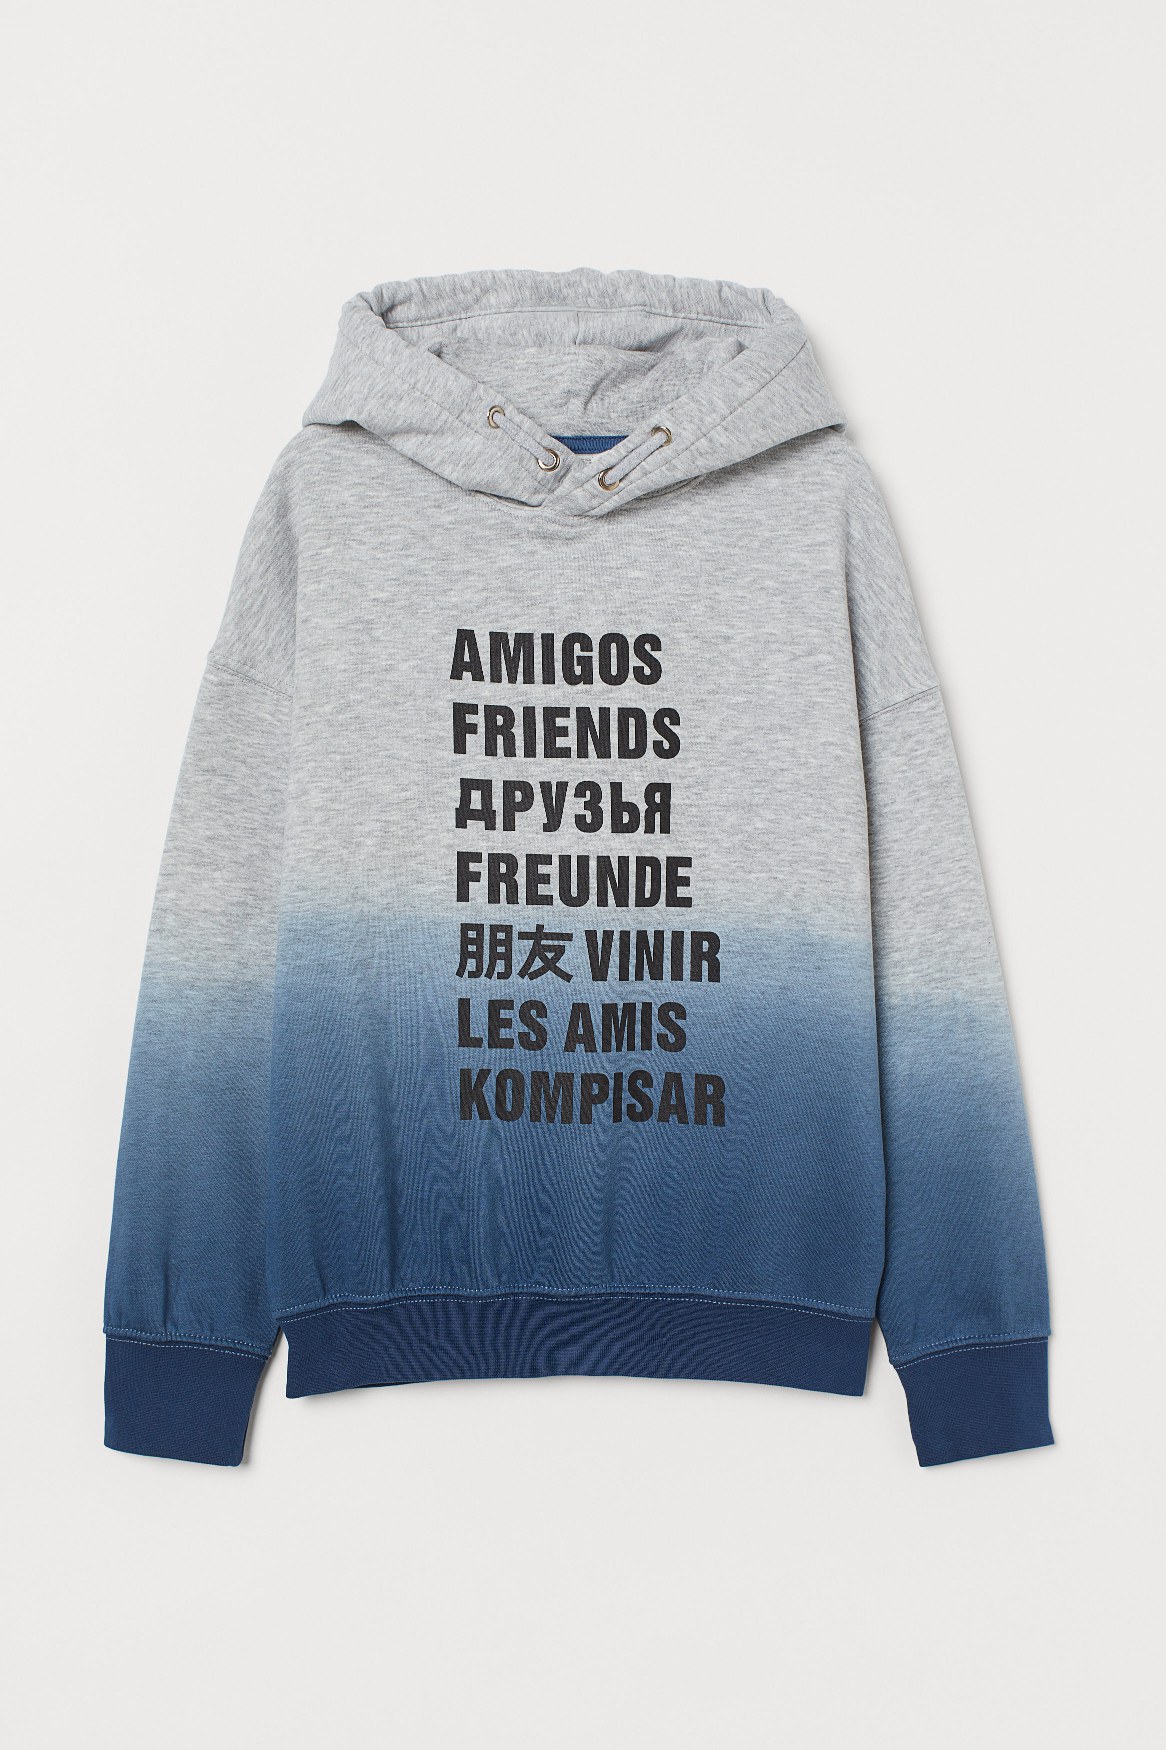 AMIGOS
FRIENDS
ДРУЗЬЯ
FREUNDE
朋友 VINIR
LES AMIS
KOMPISAR